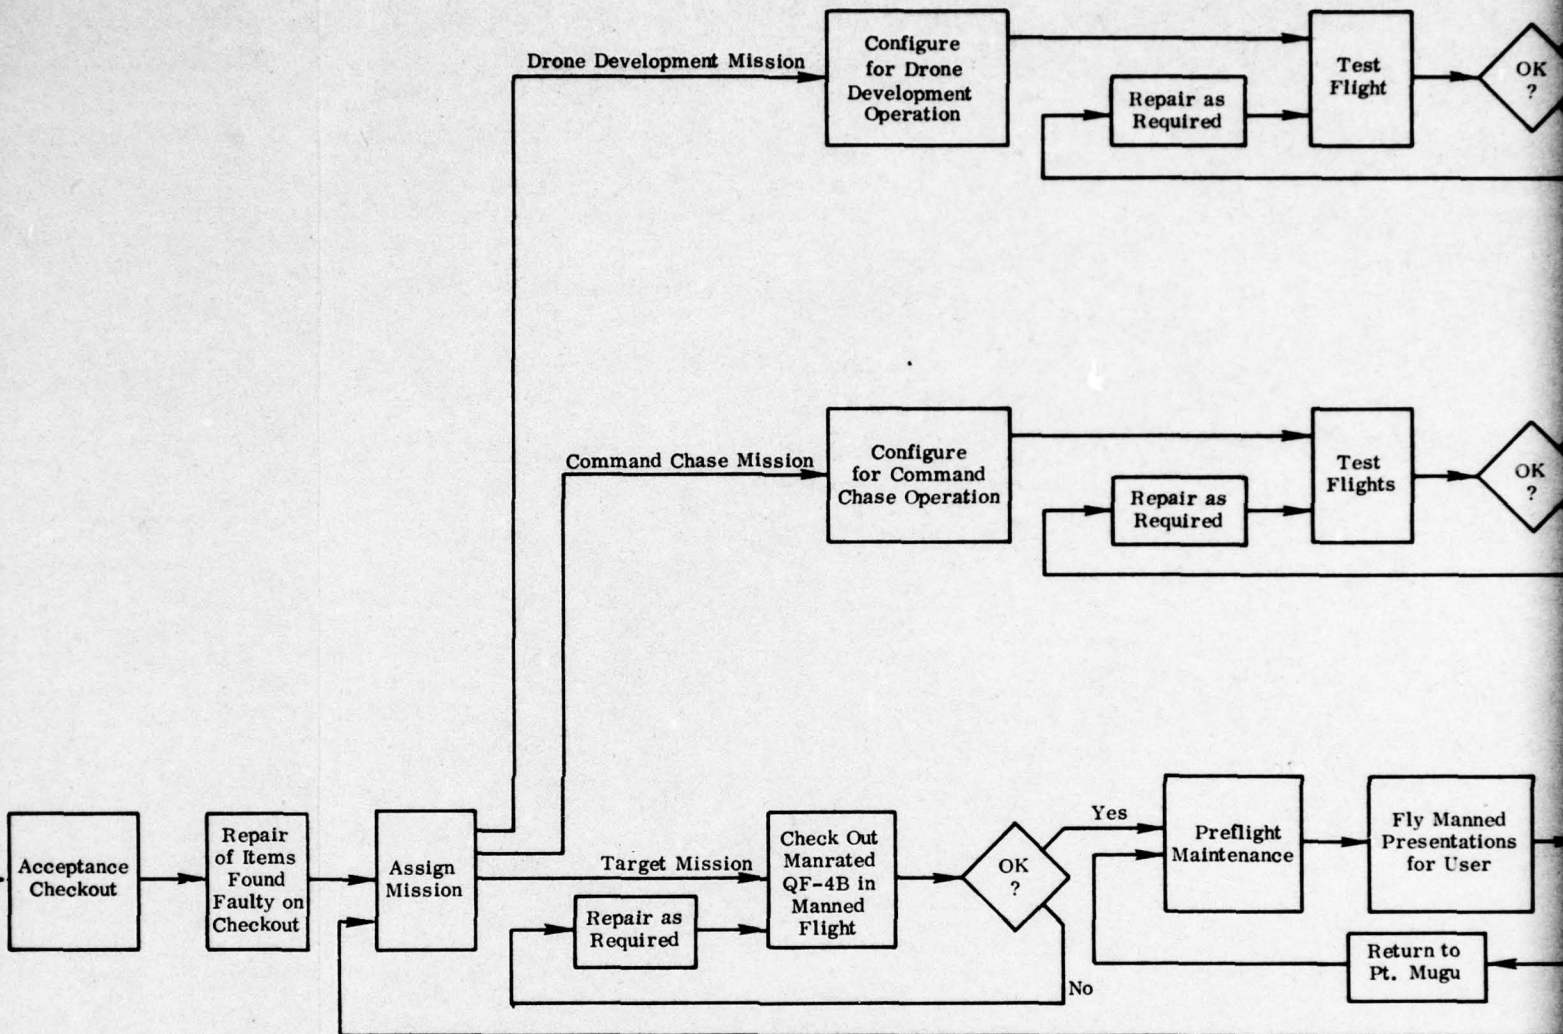 Drone Development Mission
Configure
for Drone
Development
Operation
Repair as
Required
Test
Flight
OK
?
Command Chase Mission
Configure
for Command
Chase Operation
Repair as
Required
Test
Flights
OK
?
Acceptance
Checkout
Repair
of Items
Found
Faulty on
Checkout
Assign
Mission
Target Mission
Repair as
Required
Check Out
Manrated
QF-4B in
Manned
Flight
OK
?
Yes
No
Preflight
Maintenance
Fly Manned
Presentations
for User
Return to
Pt. Mugu